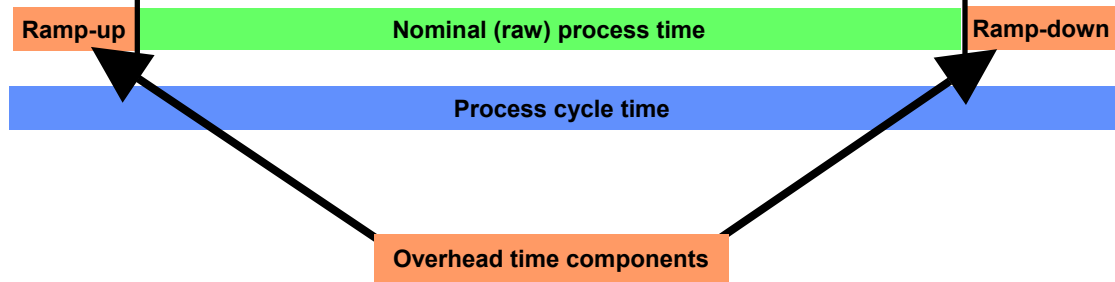 Ramp-up
Nominal (raw) process time
Ramp-down
Process cycle time
Overhead time components